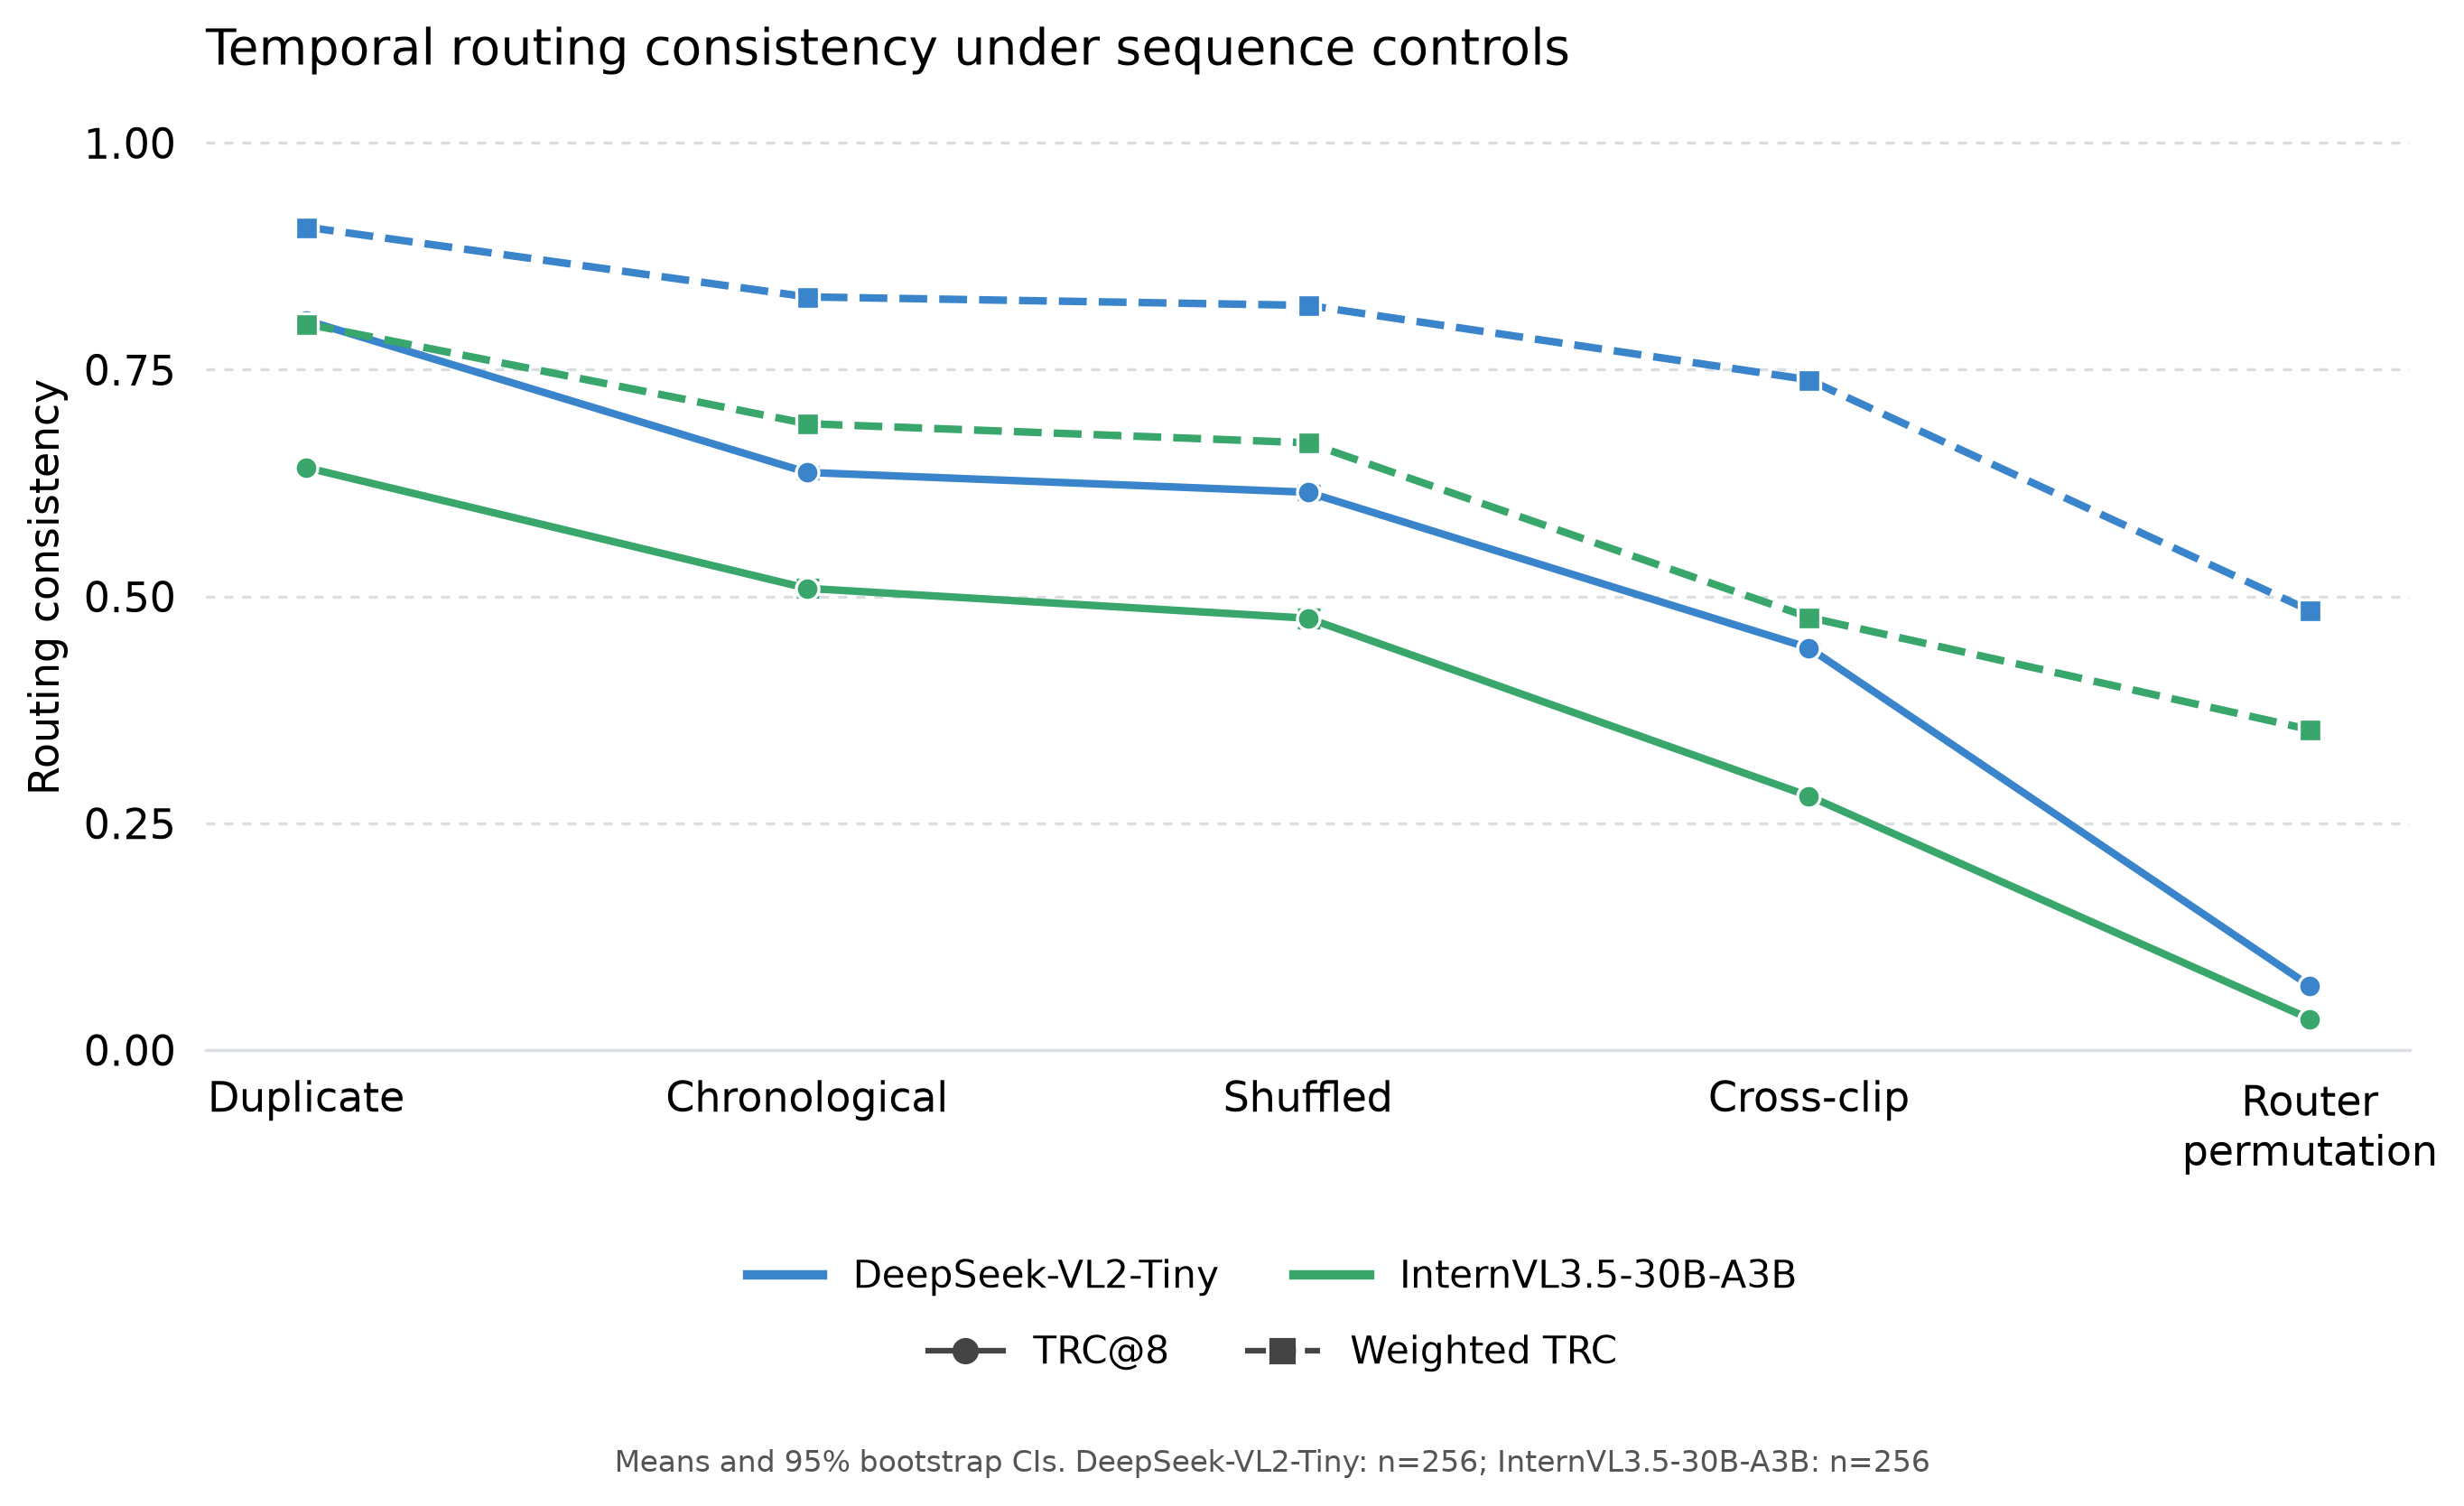 Temporal routing consistency under sequence controls
Routing consistency
1.00
0.75
0.50
0.25
0.00
Duplicate
Chronological
Shuffled
Cross-clip
Router
permutation
DeepSeek-VL2-Tiny
InternVL3.5-30B-A3B
TRC@8
Weighted TRC
Means and 95% bootstrap CIs. DeepSeek-VL2-Tiny: n=256; InternVL3.5-30B-A3B: n=256